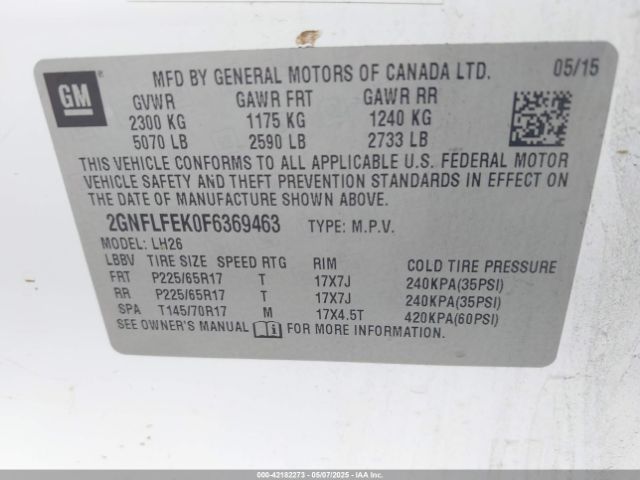 GM
MFD BY GENERAL MOTORS OF CANADA LTD. 05/15
GVWR GAWR FRT GAWR RR
2300 KG 1175 KG 1240 KG
5070 LB 2590 LB 2733 LB
THIS VEHICLE CONFORMS TO ALL APPLICABLE U.S. FEDERAL MOTOR
VEHICLE SAFETY AND THEFT PREVENTION STANDARDS IN EFFECT ON
THE DATE OF MANUFACTURE SHOWN ABOVE.
2GNFLFEK0F6369463 TYPE: M.P.V.
MODEL: LH26
LBBV TIRE SIZE SPEED RTG RIM COLD TIRE PRESSURE
FRT P225/65R17 T 17X7J 240KPA(35PSI)
RR P225/65R17 T 17X7J 240KPA(35PSI)
SPA T145/70R17 M 17X4.5T 420KPA(60PSI)
SEE OWNER'S MANUAL FOR MORE INFORMATION.
000-42182273 - 05/07/2025 - IAAI.COM - COPART